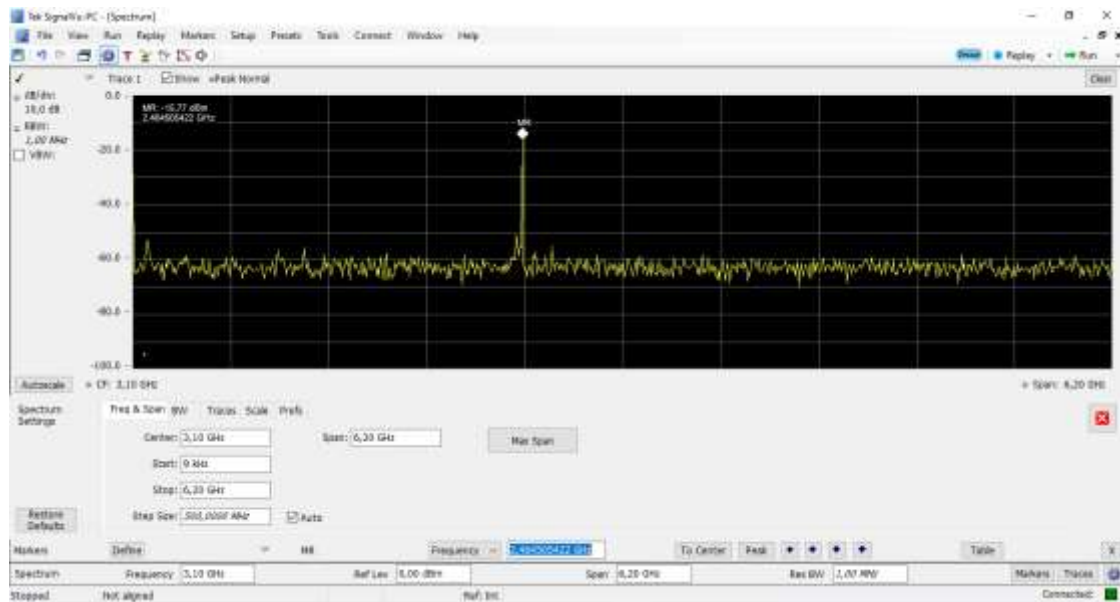 Tek SignalVu-PC - [Spectrum]
File View Run Replay Markers Setup Presets Tools Connect Window Help
Preset Replay Run
Trace 1 Show +Peak Normal Clear
dB/div:
10,0 dB
RBW:
1,00 MHz
VBW:
0.0
MR: -15,77 dBm
2.464505422 GHz
MR
-20.0
-40.0
-60.0
-80.0
-100.0
Autoscale CF: 3,10 GHz Span: 6,20 GHz
Spectrum Settings
Freq & Span BW Traces Scale Prefs
Center: 3,10 GHz Span: 6,20 GHz Max Span
Start: 9 kHz
Stop: 6,20 GHz
Step Size: 500,0000 MHz Auto
Restore Defaults
Markers Define MR Frequency 2,464505422 GHz To Center Peak Table X
Spectrum Frequency 3,10 GHz Ref Lev 0,00 dBm Span 6,20 GHz Res BW 1,00 MHz Markers Traces
Stopped Not aligned Ref: Int Connected: